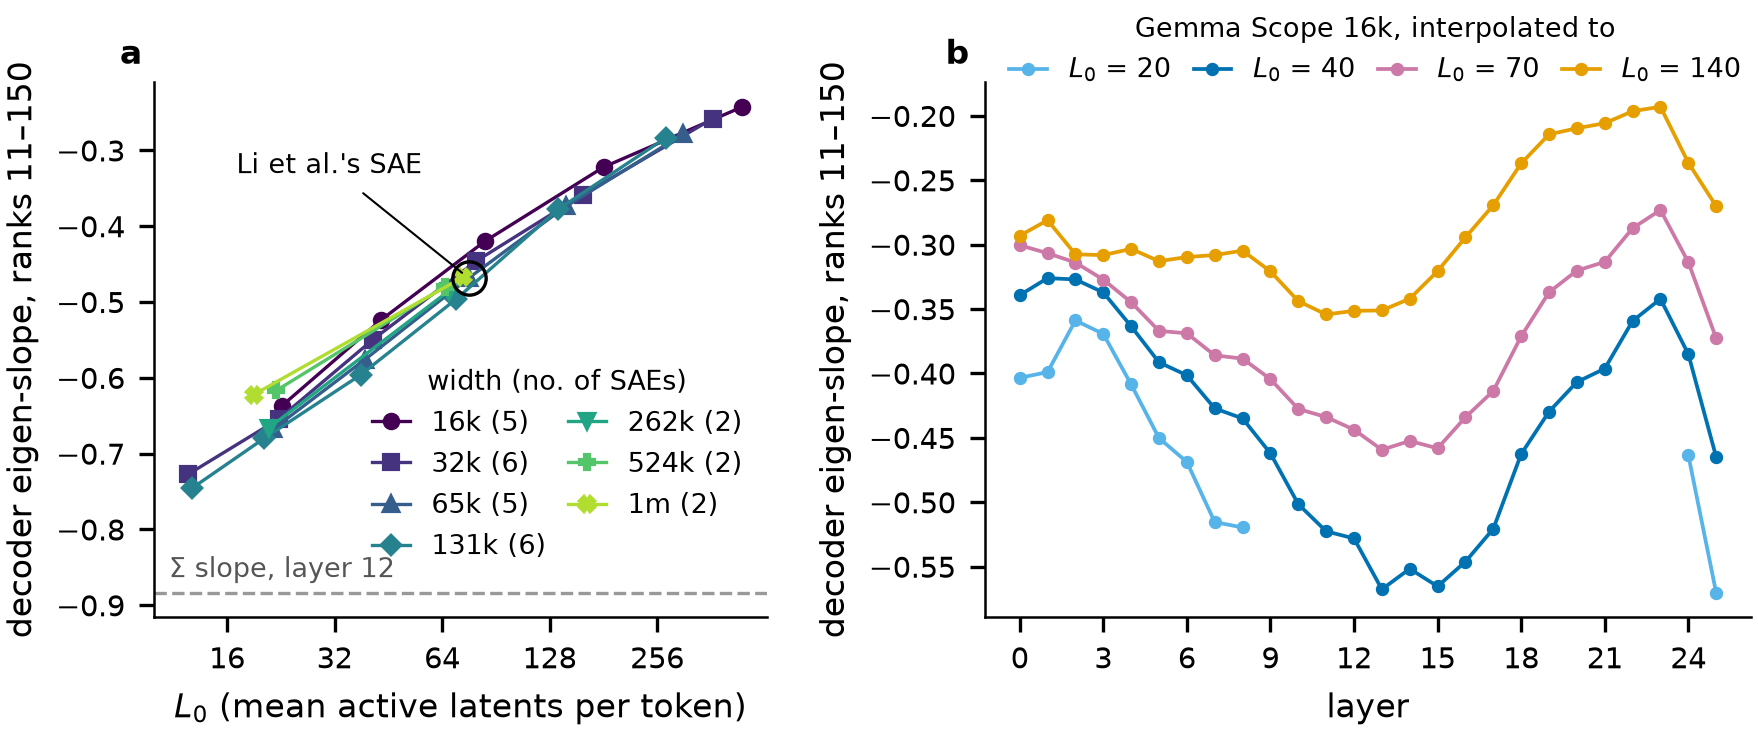 a
decoder eigen-slope, ranks 11–150
−0.3
−0.4
−0.5
−0.6
−0.7
−0.8
−0.9
Li et al.'s SAE
width (no. of SAEs)
16k (5)
32k (6)
65k (5)
131k (6)
262k (2)
524k (2)
1m (2)
Σ slope, layer 12
16 32 64 128 256
L₀ (mean active latents per token)
b
Gemma Scope 16k, interpolated to
L₀ = 20 L₀ = 40 L₀ = 70 L₀ = 140
decoder eigen-slope, ranks 11–150
−0.20
−0.25
−0.30
−0.35
−0.40
−0.45
−0.50
−0.55
0 3 6 9 12 15 18 21 24
layer